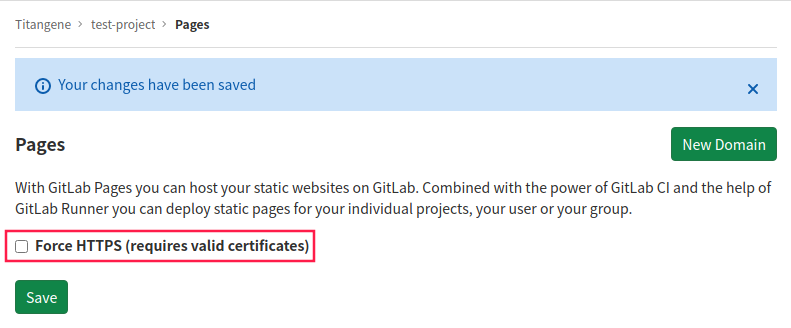 Titangene > test-project > Pages
Your changes have been saved
Pages
New Domain
With GitLab Pages you can host your static websites on GitLab. Combined with the power of GitLab CI and the help of
GitLab Runner you can deploy static pages for your individual projects, your user or your group.
Force HTTPS (requires valid certificates)
Save